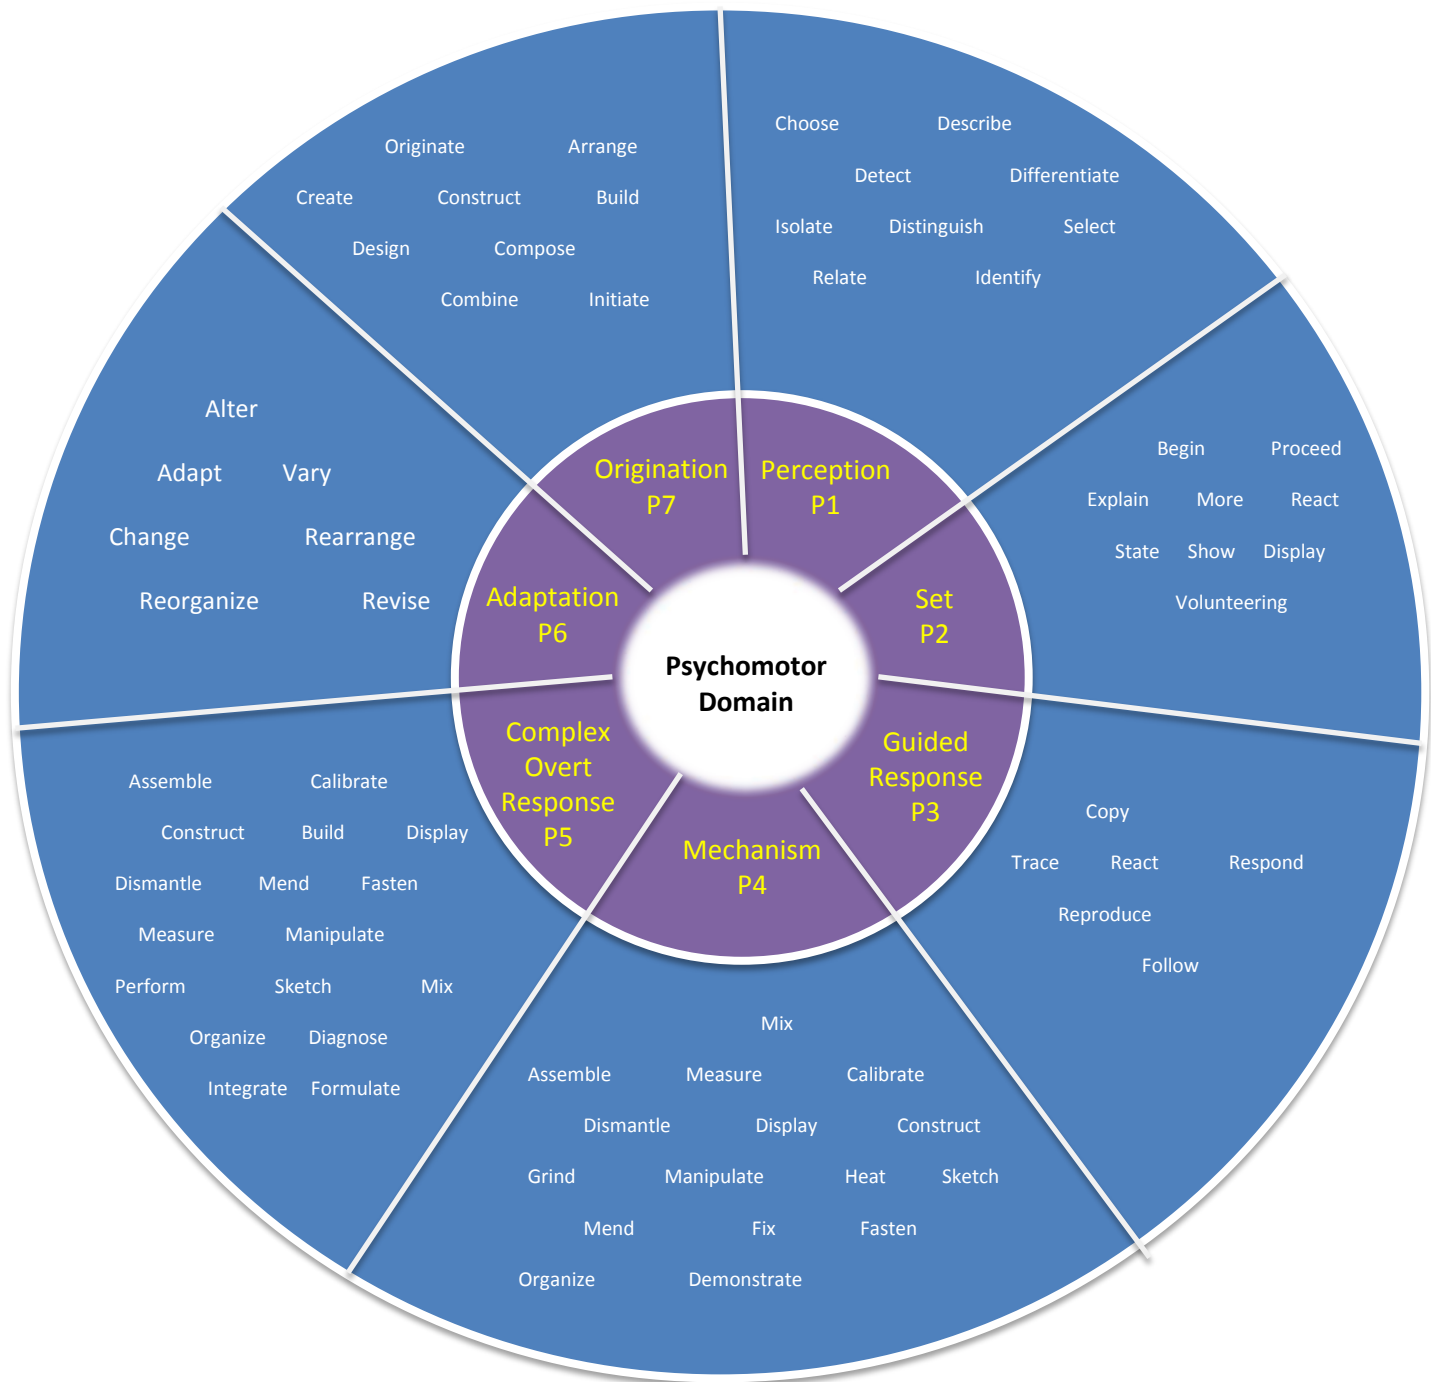 Choose Describe
Detect Differentiate
Isolate Distinguish Select
Relate Identify
Perception
P1
Begin Proceed
Explain More React
State Show Display
Volunteering
Set
P2
Copy
Trace React Respond
Reproduce
Follow
Guided
Response
P3
Mix
Assemble Measure Calibrate
Dismantle Display Construct
Grind Manipulate Heat Sketch
Mend Fix Fasten
Organize Demonstrate
Mechanism
P4
Assemble Calibrate
Construct Build Display
Dismantle Mend Fasten
Measure Manipulate
Perform Sketch Mix
Organize Diagnose
Integrate Formulate
Complex
Overt
Response
P5
Alter
Adapt Vary
Change Rearrange
Reorganize Revise
Adaptation
P6
Originate Arrange
Create Construct Build
Design Compose
Combine Initiate
Origination
P7
Psychomotor
Domain